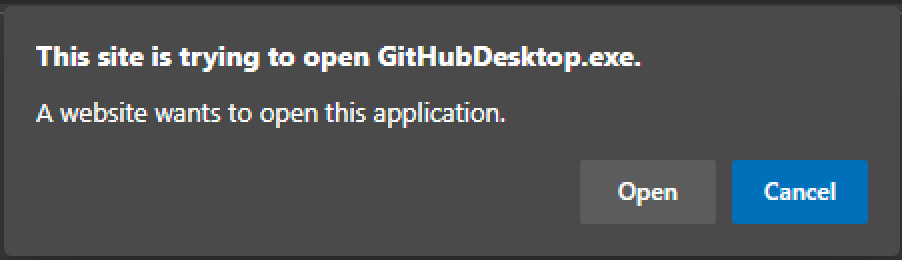 This site is trying to open GitHubDesktop.exe.
A website wants to open this application.
Open Cancel